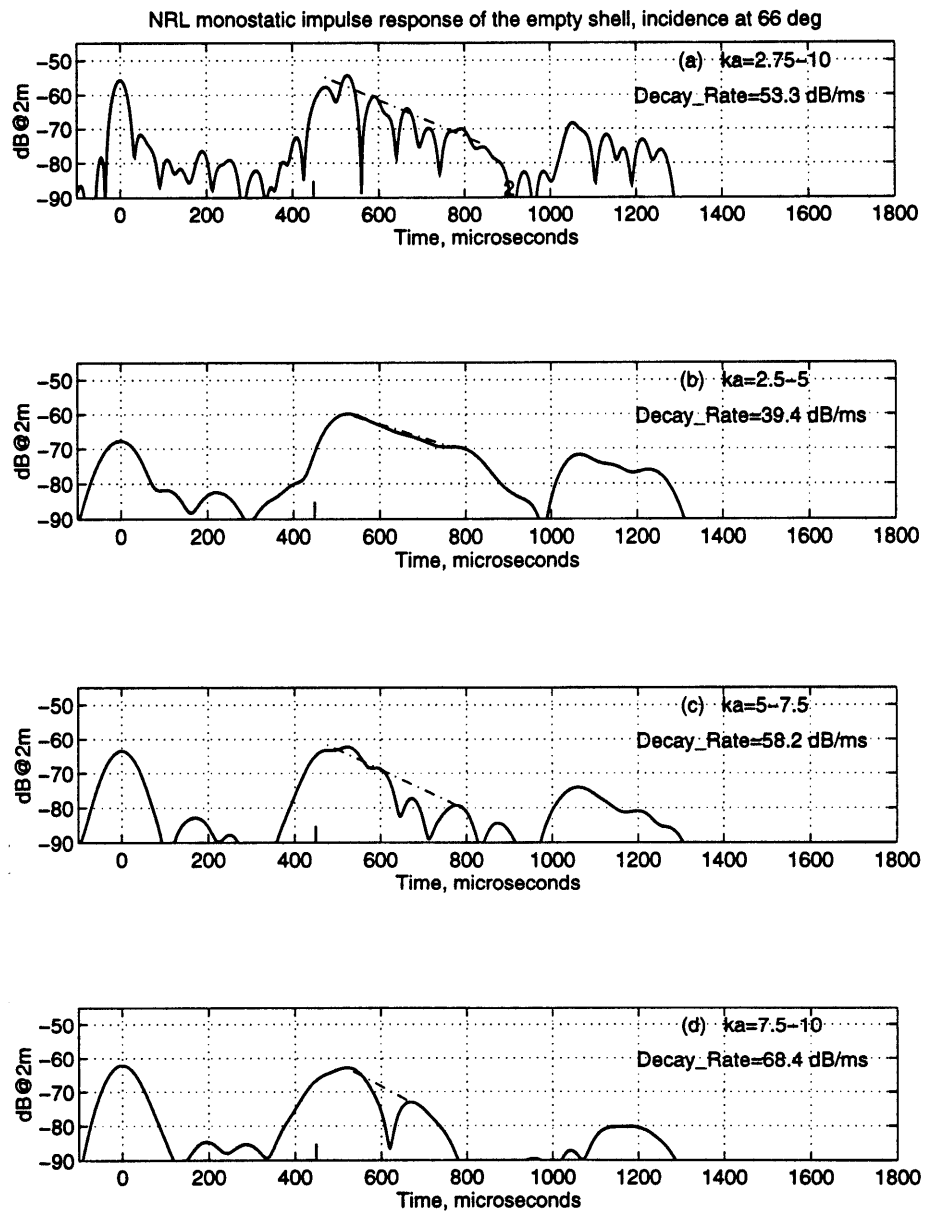 NRL monostatic impulse response of the empty shell, incidence at 66 deg
(a) ka=2.75−10
Decay_Rate=53.3 dB/ms
dB@2m
−50
−60
−70
−80
−90
2
0 200 400 600 800 1000 1200 1400 1600 1800
Time, microseconds
(b) ka=2.5−5
Decay_Rate=39.4 dB/ms
dB@2m
−50
−60
−70
−80
−90
0 200 400 600 800 1000 1200 1400 1600 1800
Time, microseconds
(c) ka=5−7.5
Decay_Rate=58.2 dB/ms
dB@2m
−50
−60
−70
−80
−90
0 200 400 600 800 1000 1200 1400 1600 1800
Time, microseconds
(d) ka=7.5−10
Decay_Rate=68.4 dB/ms
dB@2m
−50
−60
−70
−80
−90
0 200 400 600 800 1000 1200 1400 1600 1800
Time, microseconds